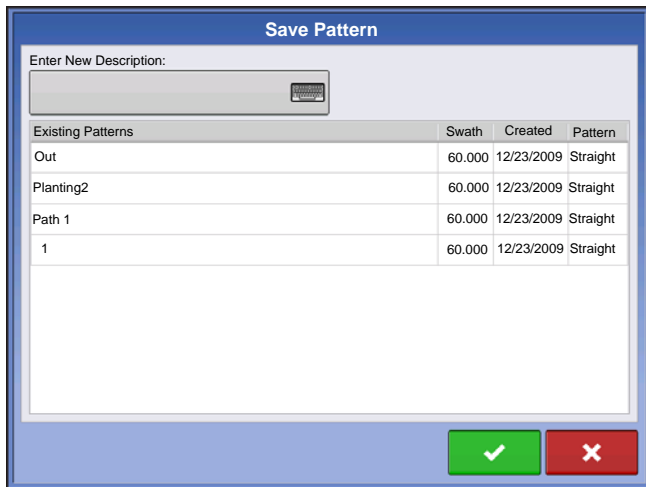 Save Pattern
Enter New Description:
Existing Patterns Swath Created Pattern
Out 60.000 12/23/2009 Straight
Planting2 60.000 12/23/2009 Straight
Path 1 60.000 12/23/2009 Straight
1 60.000 12/23/2009 Straight